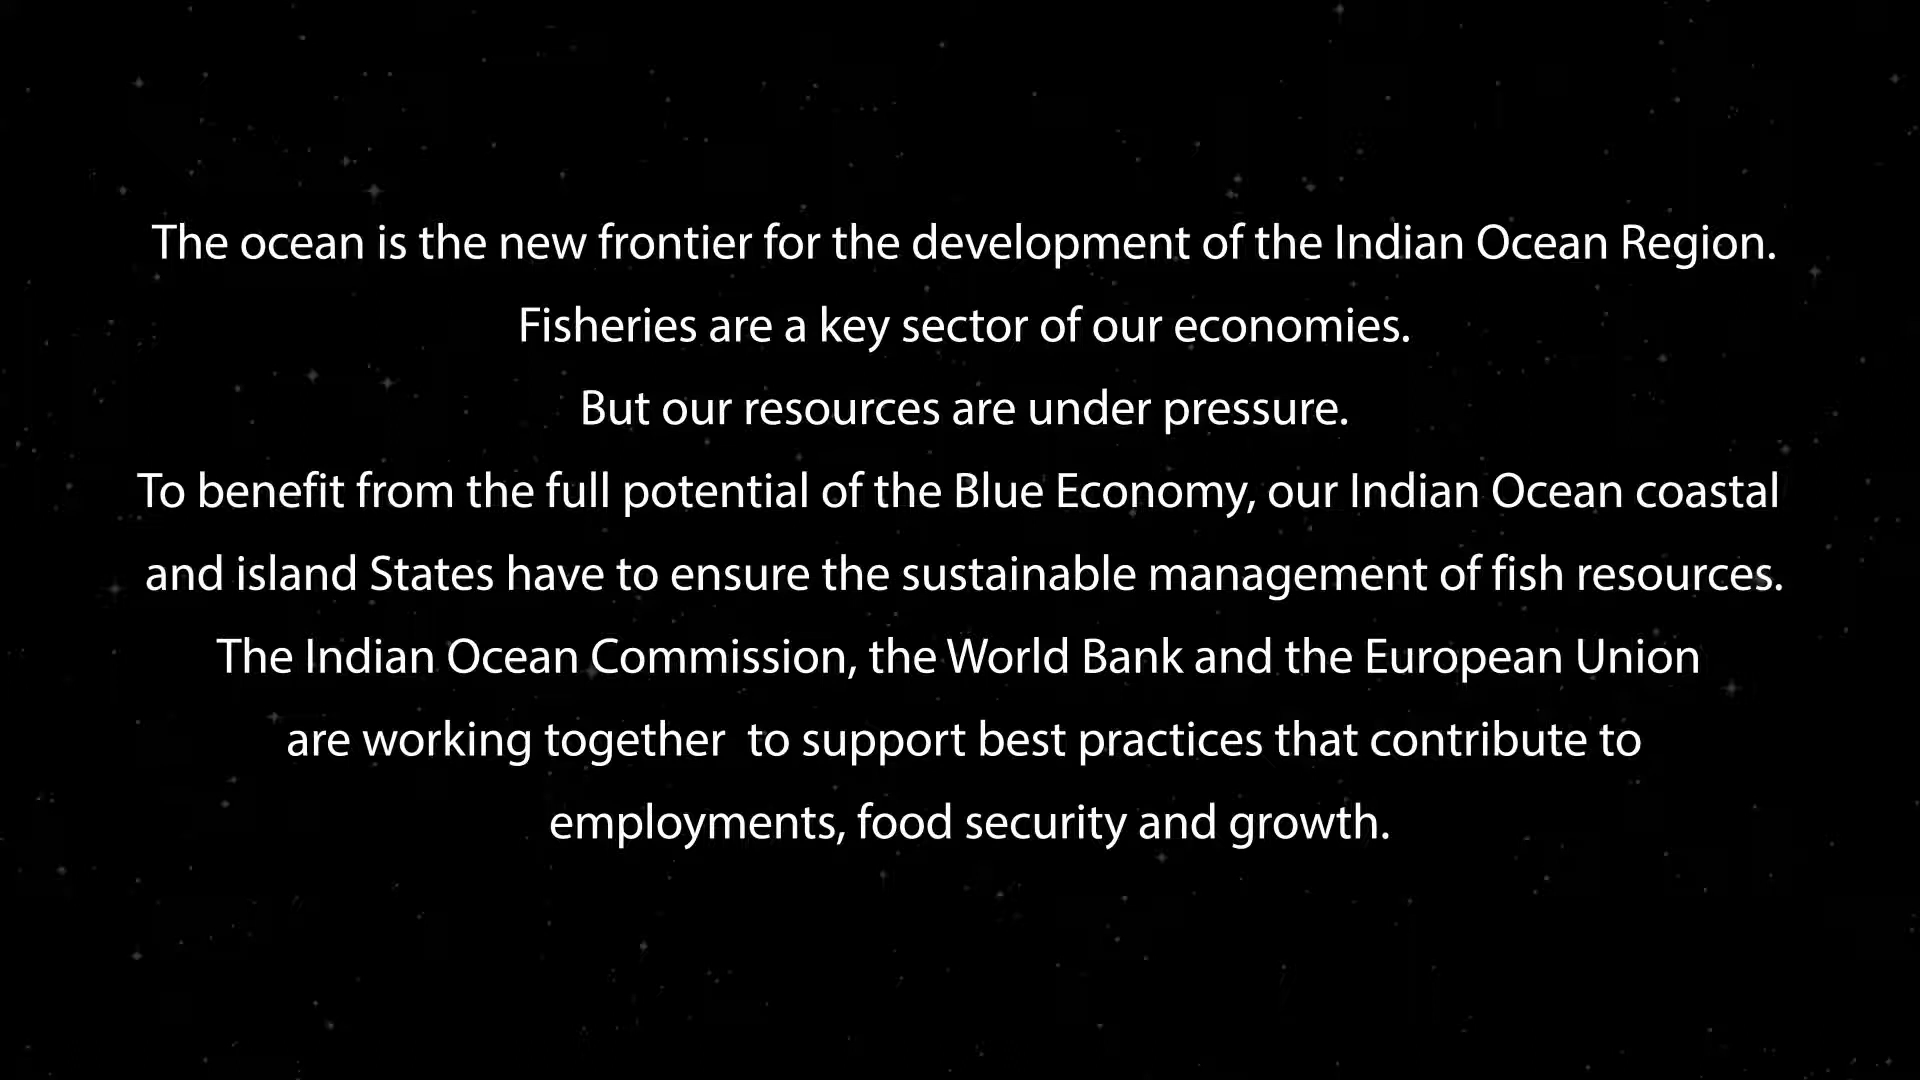 The ocean is the new frontier for the development of the Indian Ocean Region.
Fisheries are a key sector of our economies.
But our resources are under pressure.
To benefit from the full potential of the Blue Economy, our Indian Ocean coastal
and island States have to ensure the sustainable management of fish resources.
The Indian Ocean Commission, the World Bank and the European Union
are working together  to support best practices that contribute to
employments, food security and growth.